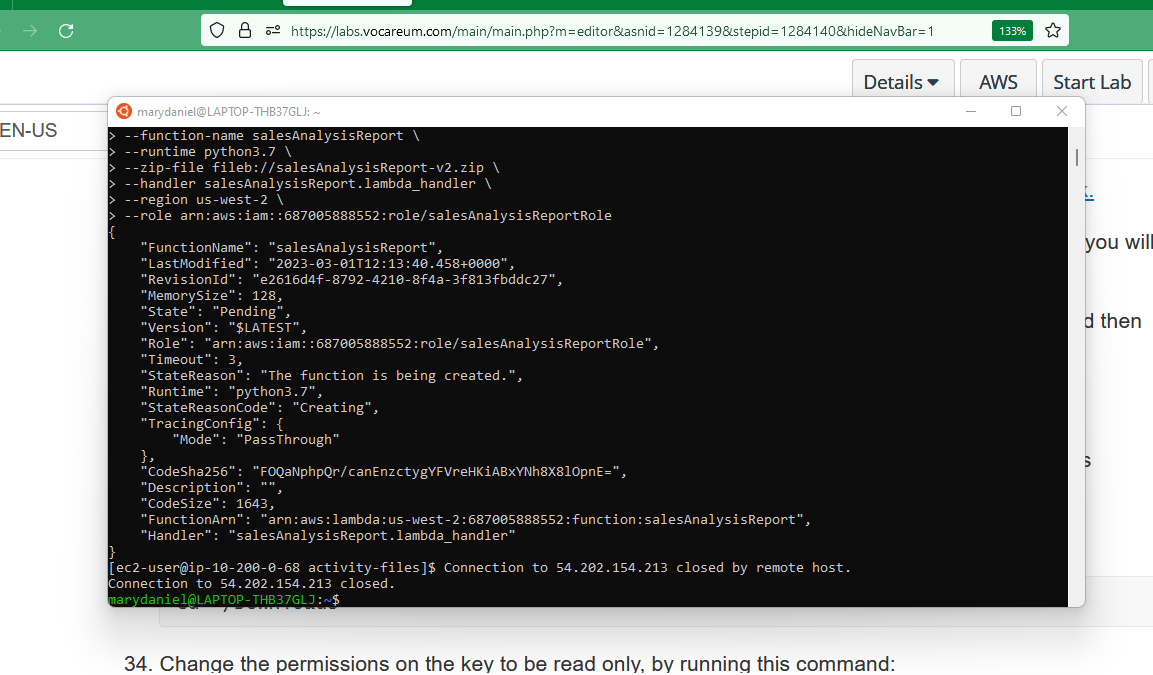 https://labs.vocareum.com/main/main.php?m=editor&asnid=1284139&stepid=1284140&hideNavBar=1 133%
Details AWS Start Lab
EN-US
marydaniel@LAPTOP-THB37GLJ: ~
> --function-name salesAnalysisReport \
> --runtime python3.7 \
> --zip-file fileb://salesAnalysisReport-v2.zip \
> --handler salesAnalysisReport.lambda_handler \
> --region us-west-2 \
> --role arn:aws:iam::687005888552:role/salesAnalysisReportRole
{
"FunctionName": "salesAnalysisReport",
"LastModified": "2023-03-01T12:13:40.458+0000",
"RevisionId": "e2616d4f-8792-4210-8f4a-3f813fbddc27",
"MemorySize": 128,
"State": "Pending",
"Version": "$LATEST",
"Role": "arn:aws:iam::687005888552:role/salesAnalysisReportRole",
"Timeout": 3,
"StateReason": "The function is being created.",
"Runtime": "python3.7",
"StateReasonCode": "Creating",
"TracingConfig": {
"Mode": "PassThrough"
},
"CodeSha256": "FOQaNphpQr/canEnzctygYFVreHKiABxYNh8X8lOpnE=",
"Description": "",
"CodeSize": 1643,
"FunctionArn": "arn:aws:lambda:us-west-2:687005888552:function:salesAnalysisReport",
"Handler": "salesAnalysisReport.lambda_handler"
}
[ec2-user@ip-10-200-0-68 activity-files]$ Connection to 54.202.154.213 closed by remote host.
Connection to 54.202.154.213 closed.
marydaniel@LAPTOP-THB37GLJ:~$
you will
d then
s
34. Change the permissions on the key to be read only, by running this command: